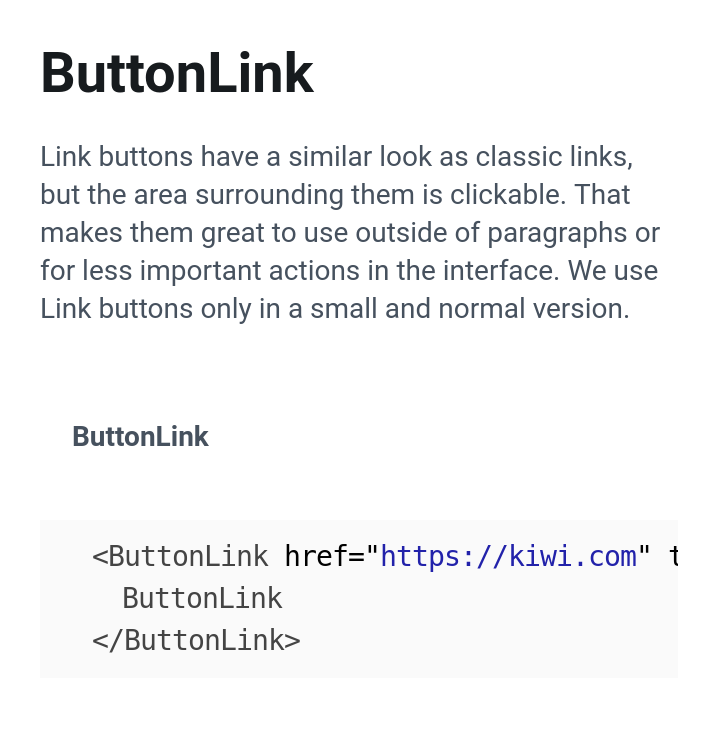 ButtonLink
Link buttons have a similar look as classic links,
but the area surrounding them is clickable. That
makes them great to use outside of paragraphs or
for less important actions in the interface. We use
Link buttons only in a small and normal version.
ButtonLink
<ButtonLink href="https://kiwi.com" t
  ButtonLink
</ButtonLink>